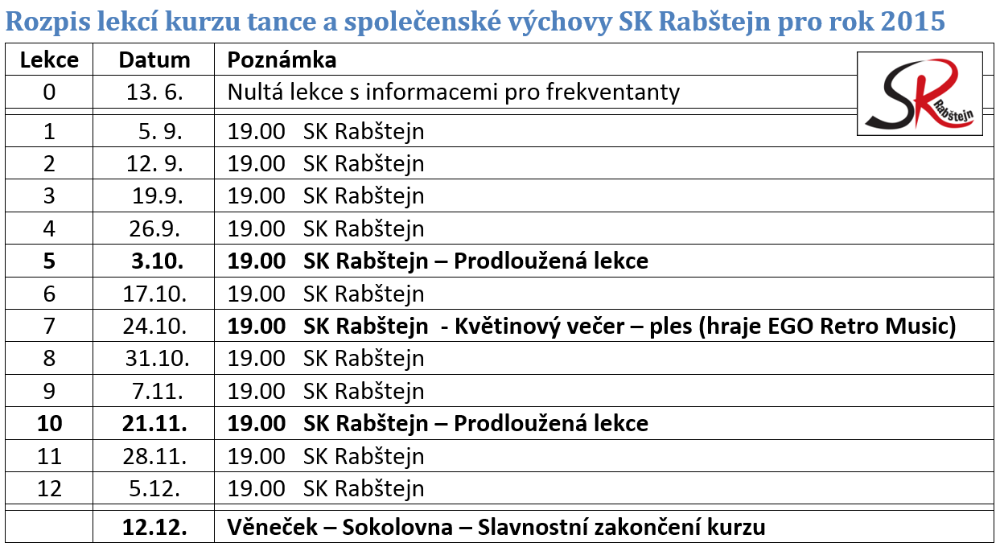 Rozpis lekcí kurzu tance a společenské výchovy SK Rabštejn pro rok 2015
Lekce Datum Poznámka
0 13. 6. Nultá lekce s informacemi pro frekventanty
SK Rabštejn
1 5. 9. 19.00 SK Rabštejn
2 12. 9. 19.00 SK Rabštejn
3 19.9. 19.00 SK Rabštejn
4 26.9. 19.00 SK Rabštejn
5 3.10. 19.00 SK Rabštejn – Prodloužená lekce
6 17.10. 19.00 SK Rabštejn
7 24.10. 19.00 SK Rabštejn - Květinový večer – ples (hraje EGO Retro Music)
8 31.10. 19.00 SK Rabštejn
9 7.11. 19.00 SK Rabštejn
10 21.11. 19.00 SK Rabštejn – Prodloužená lekce
11 28.11. 19.00 SK Rabštejn
12 5.12. 19.00 SK Rabštejn
12.12. Věneček – Sokolovna – Slavnostní zakončení kurzu